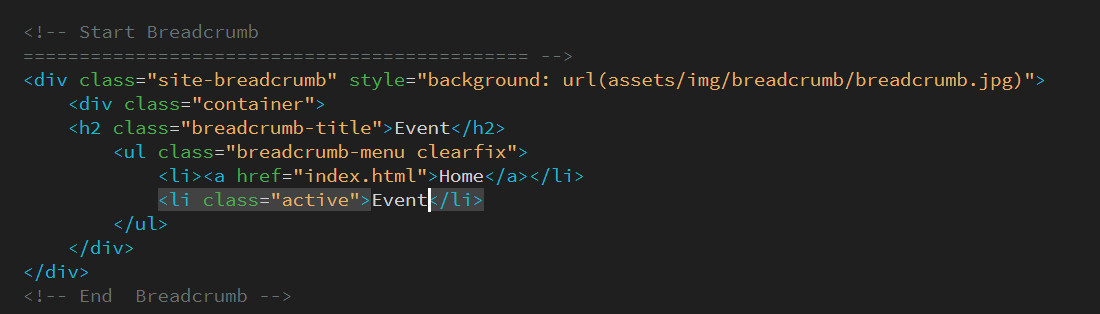 <!-- Start Breadcrumb
============================================= -->
<div class="site-breadcrumb" style="background: url(assets/img/breadcrumb/breadcrumb.jpg)">
    <div class="container">
    <h2 class="breadcrumb-title">Event</h2>
        <ul class="breadcrumb-menu clearfix">
            <li><a href="index.html">Home</a></li>
            <li class="active">Event</li>
        </ul>
    </div>
</div>
<!-- End  Breadcrumb -->